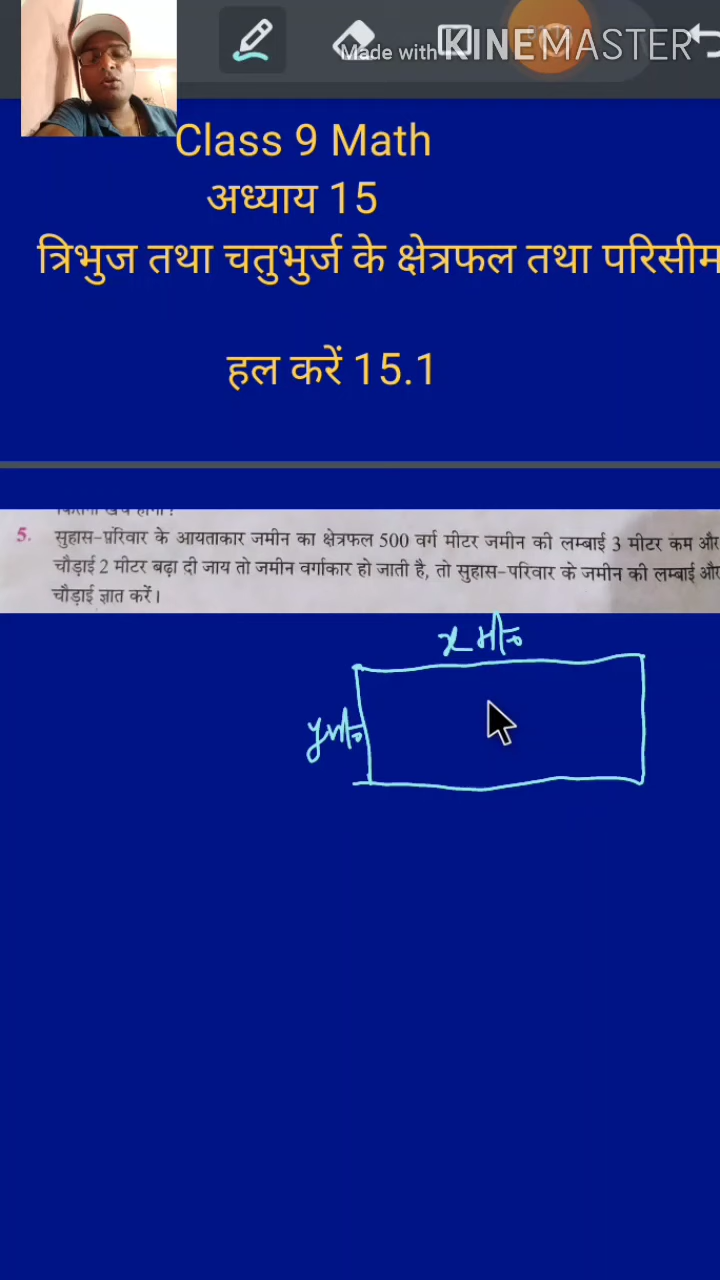 Made with KINEMASTER
Class 9 Math
अध्याय 15
त्रिभुज तथा चतुभुर्ज के क्षेत्रफल तथा परिसीम
हल करें 15.1
5. सुहास-परिवार के आयताकार जमीन का क्षेत्रफल 500 वर्ग मीटर जमीन की लम्बाई 3 मीटर कम और
चौड़ाई 2 मीटर बढ़ा दी जाय तो जमीन वर्गाकार हो जाती है, तो सुहास-परिवार के जमीन की लम्बाई और
चौड़ाई ज्ञात करें।
x मी०
y मी०